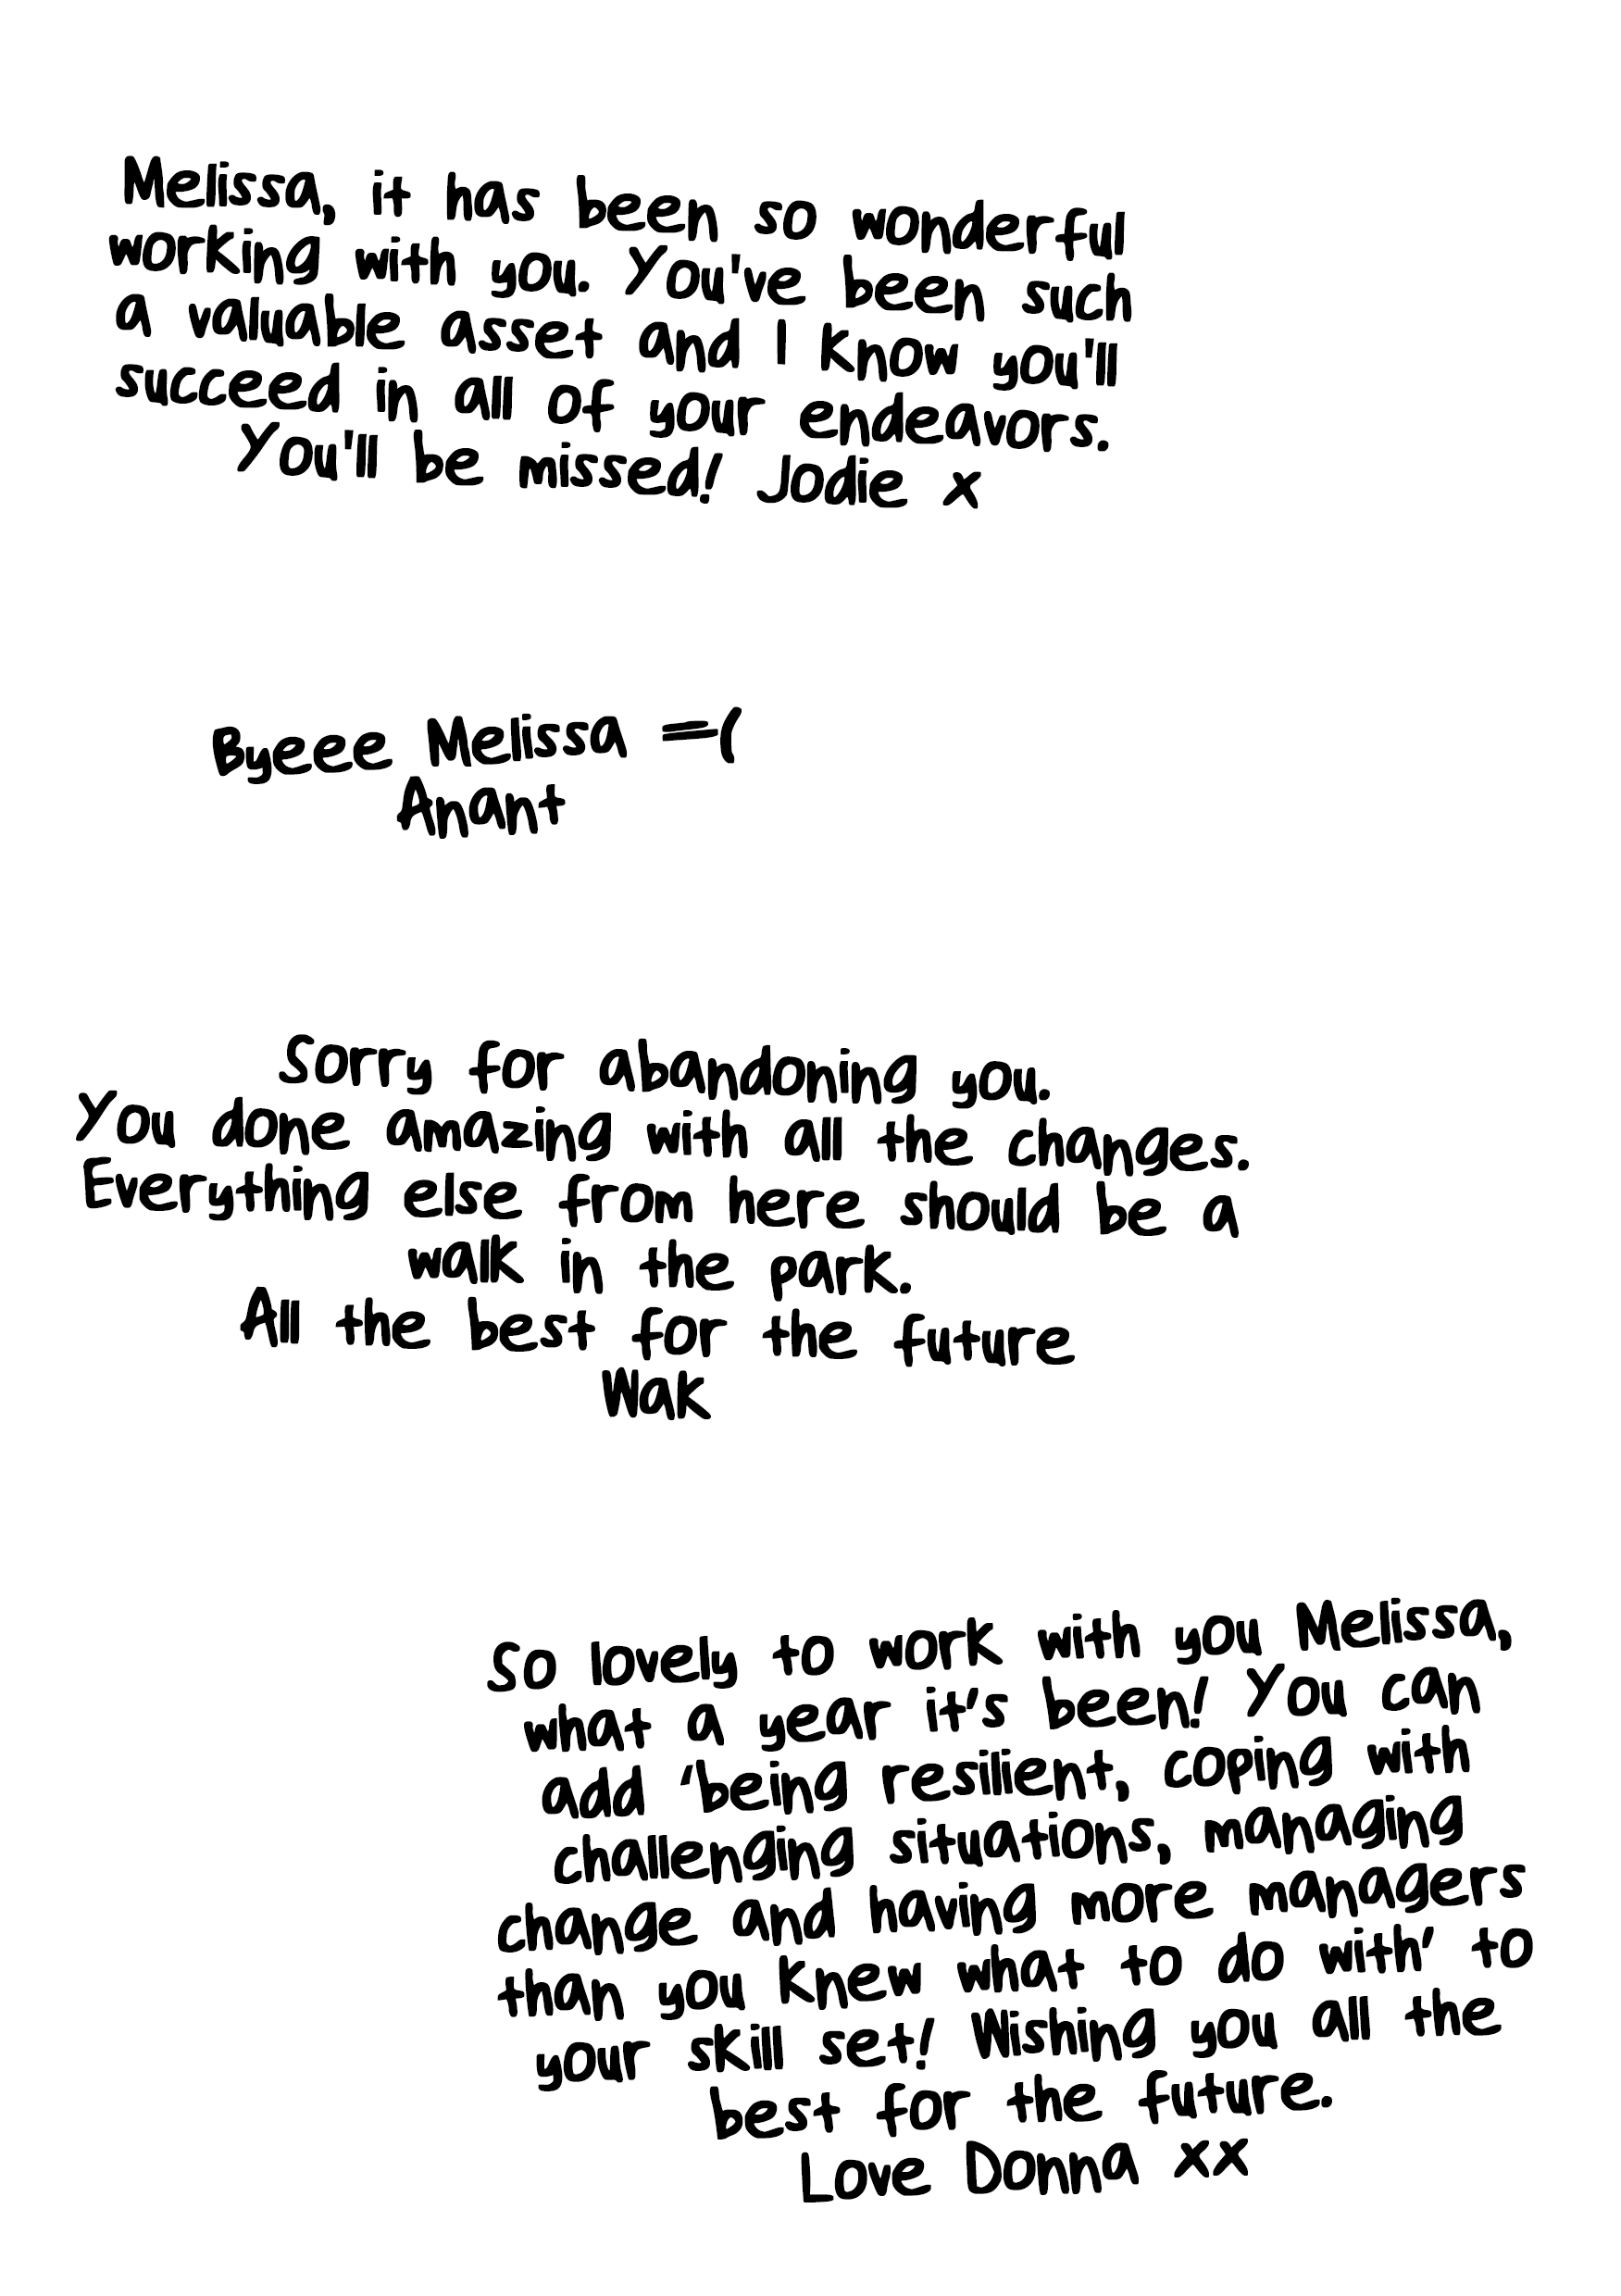 Melissa, it has been so wonderful
working with you. You've been such
a valuable asset and I know you'll
succeed in all of your endeavors.
You'll be missed! Jodie x
Byeee Melissa =(
Anant
Sorry for abandoning you.
You done amazing with all the changes.
Everything else from here should be a
walk in the park.
All the best for the future
Wak
So lovely to work with you Melissa,
what a year it’s been! You can
add ‘being resilient, coping with
challenging situations, managing
change and having more managers
than you knew what to do with’ to
your skill set! Wishing you all the
best for the future.
Love Donna xx